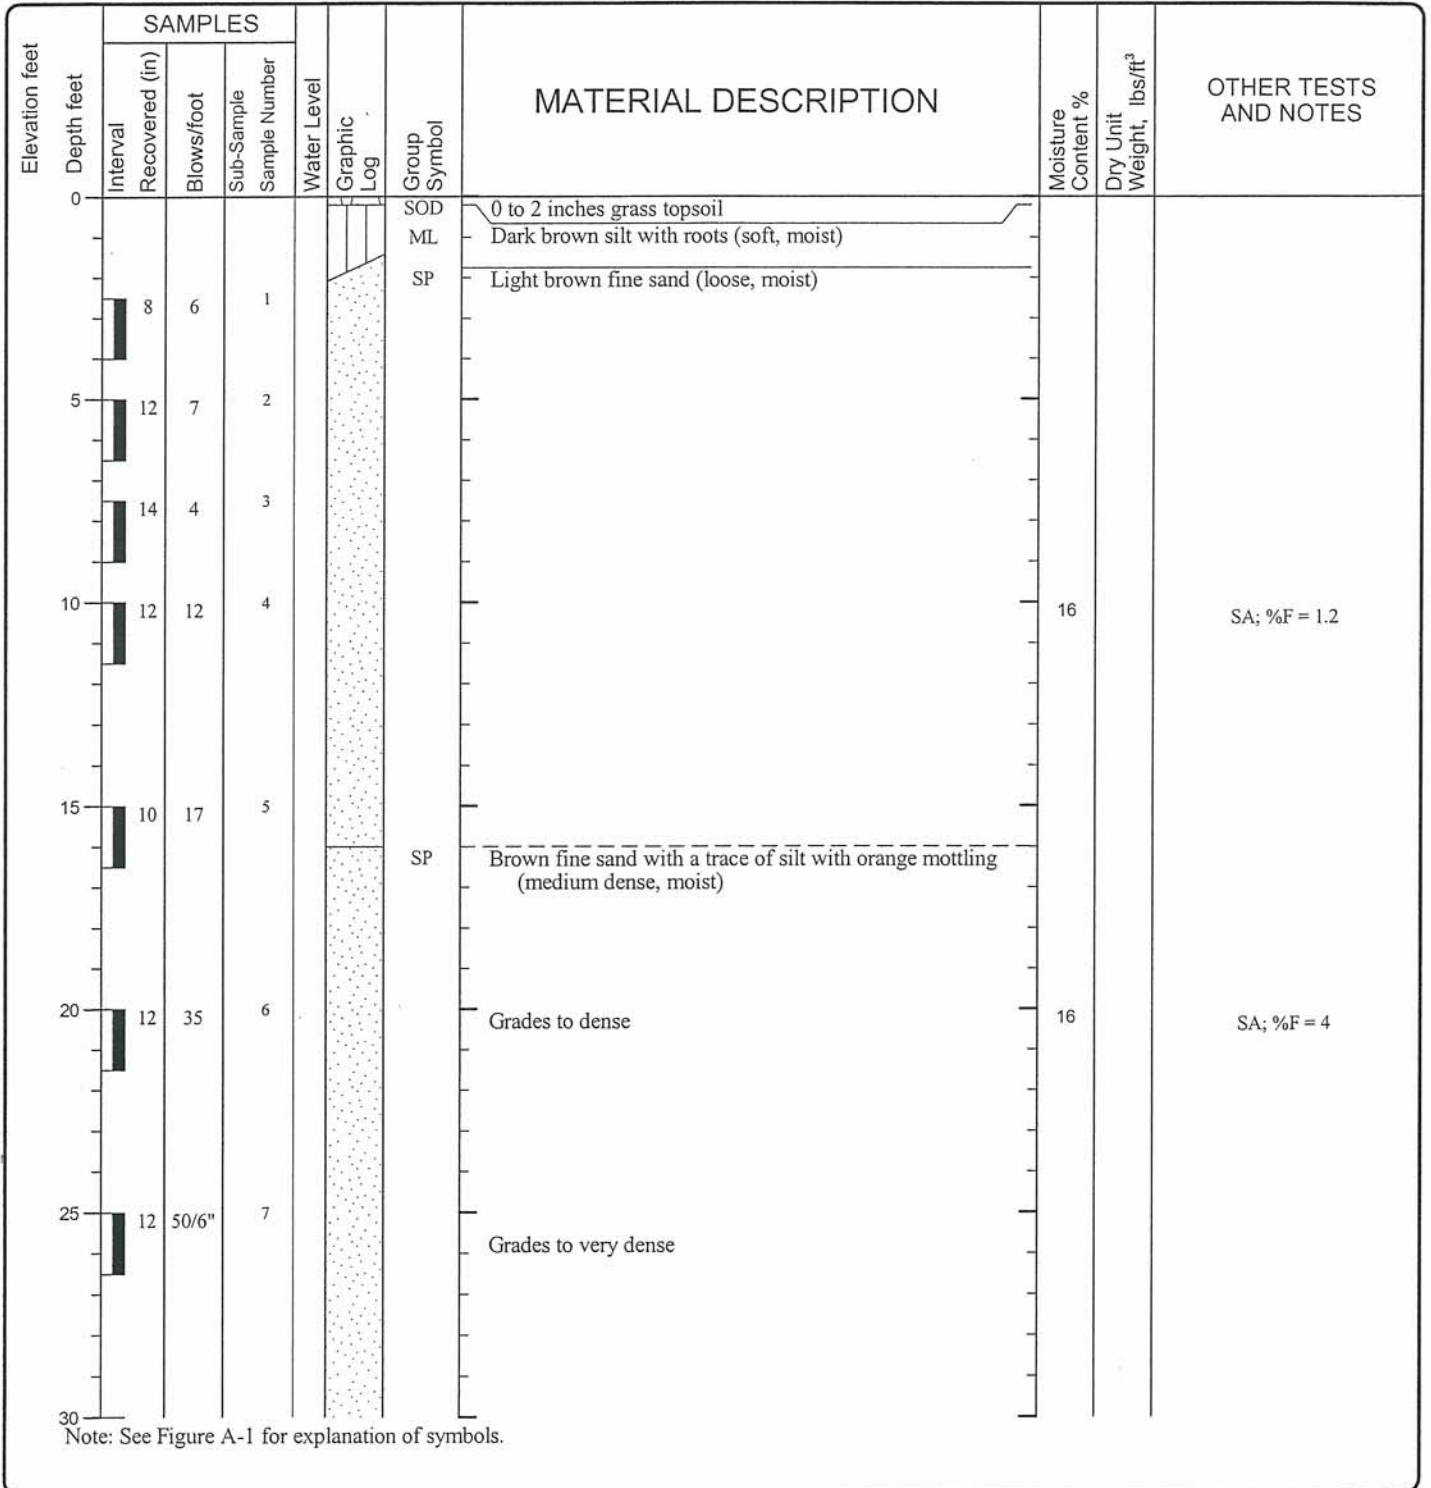 SAMPLES
Elevation feet
Depth feet
Interval
Recovered (in)
Blows/foot
Sub-Sample
Sample Number
Water Level
Graphic
Log
Group
Symbol
MATERIAL DESCRIPTION
Moisture
Content %
Dry Unit
Weight, lbs/ft³
OTHER TESTS
AND NOTES
0
SOD 0 to 2 inches grass topsoil
ML Dark brown silt with roots (soft, moist)
SP Light brown fine sand (loose, moist)
8 6 1
5 12 7 2
14 4 3
10 12 12 4 16 SA; %F = 1.2
15 10 17 5
SP Brown fine sand with a trace of silt with orange mottling
(medium dense, moist)
20 12 35 6 Grades to dense 16 SA; %F = 4
25 12 50/6" 7
Grades to very dense
30
Note: See Figure A-1 for explanation of symbols.